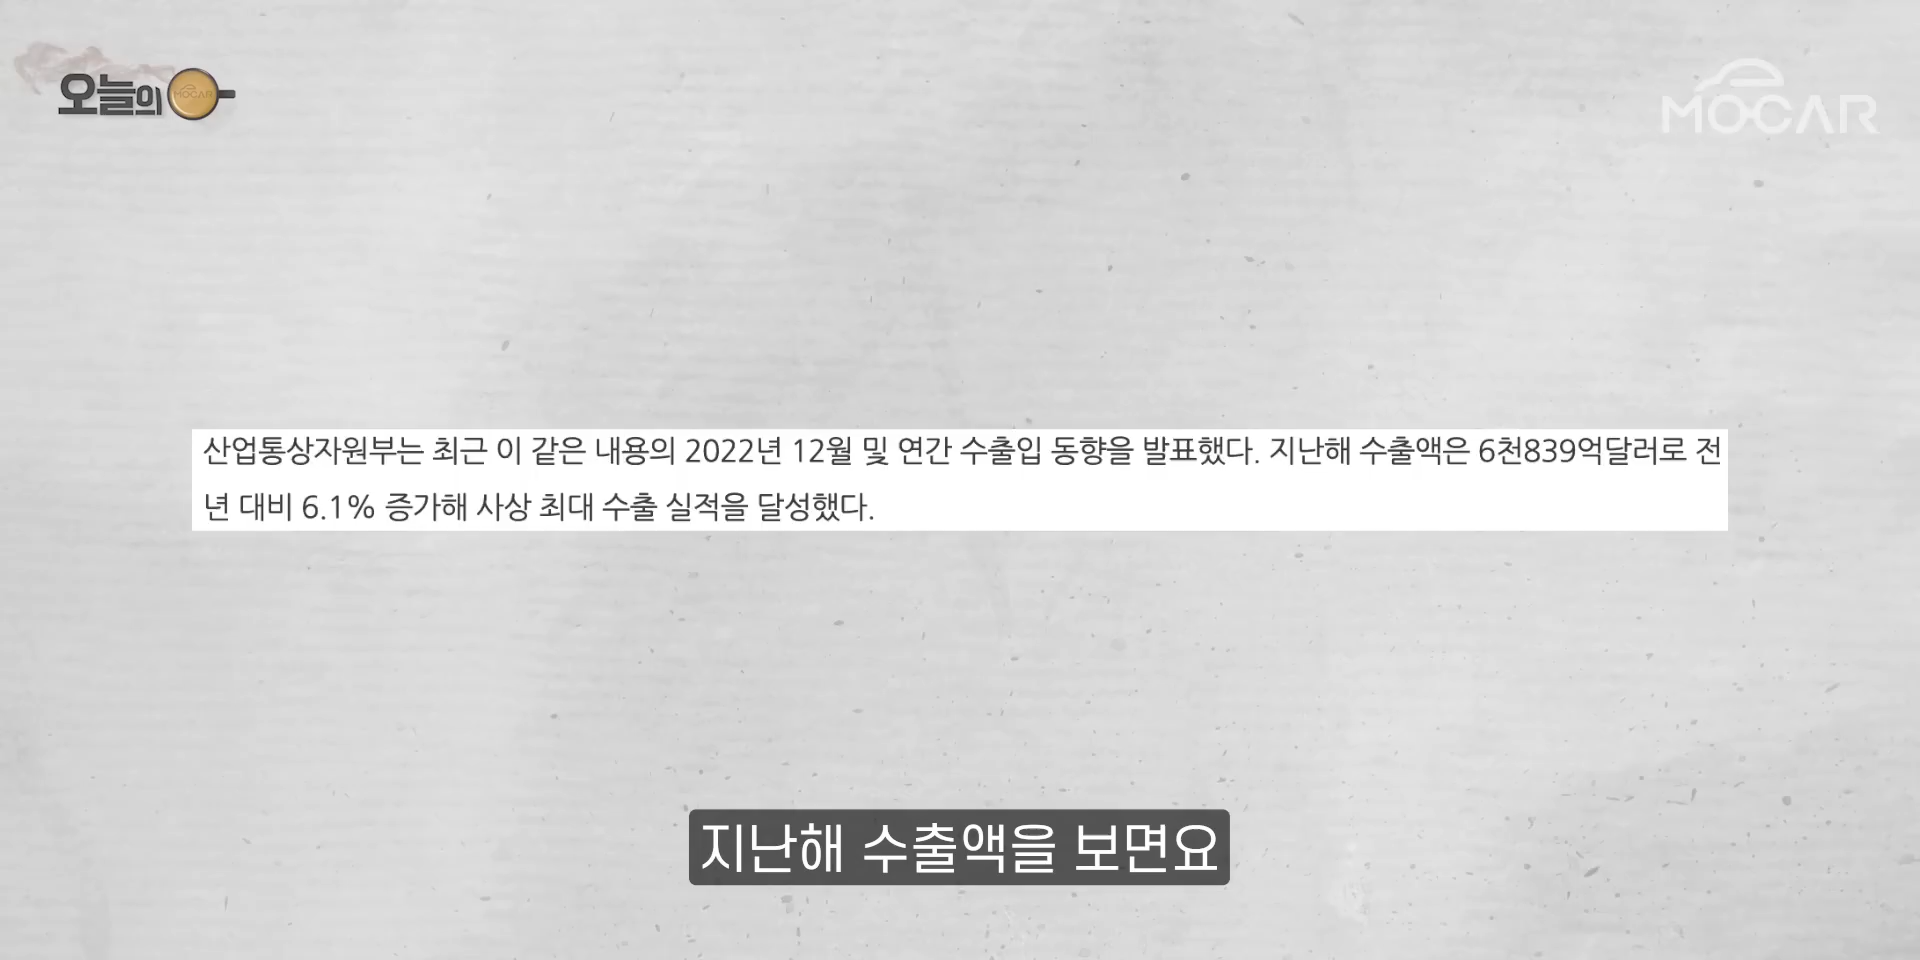 오늘의 MOCAR
MOCAR
산업통상자원부는 최근 이 같은 내용의 2022년 12월 및 연간 수출입 동향을 발표했다. 지난해 수출액은 6천839억달러로 전
년 대비 6.1% 증가해 사상 최대 수출 실적을 달성했다.
지난해 수출액을 보면요